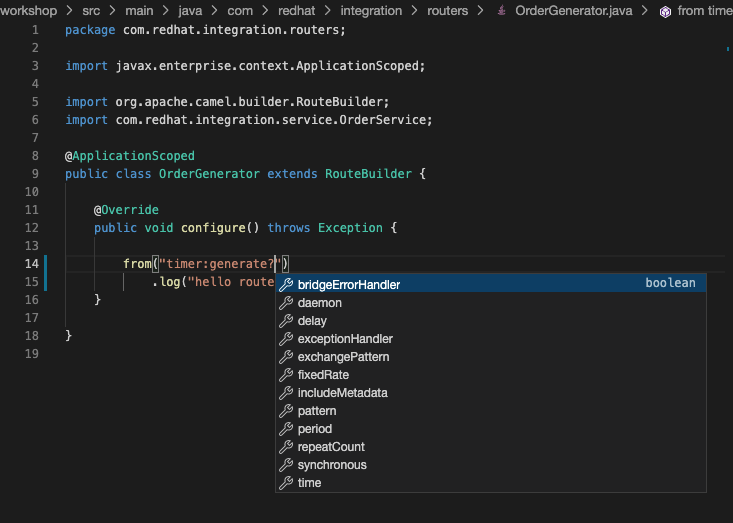 workshop > src > main > java > com > redhat > integration > routers > OrderGenerator.java > from time
1 package com.redhat.integration.routers;
2
3 import javax.enterprise.context.ApplicationScoped;
4
5 import org.apache.camel.builder.RouteBuilder;
6 import com.redhat.integration.service.OrderService;
7
8 @ApplicationScoped
9 public class OrderGenerator extends RouteBuilder {
10
11 @Override
12 public void configure() throws Exception {
13
14 from("timer:generate?")
15 .log("hello route
16 }
17
18 }
19
bridgeErrorHandler boolean
daemon
delay
exceptionHandler
exchangePattern
fixedRate
includeMetadata
pattern
period
repeatCount
synchronous
time